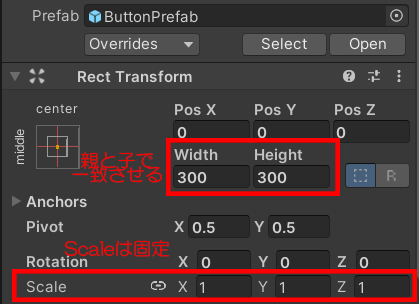 Prefab ButtonPrefab
Overrides Select Open
Rect Transform
center
middle
Pos X Pos Y Pos Z
0 0 0
Width Height
300 300
R
親と子で
一致させる
Anchors
Pivot X 0.5 Y 0.5
Scaleは固定
Rotation X 0 Y 0 Z 0
Scale X 1 Y 1 Z 1